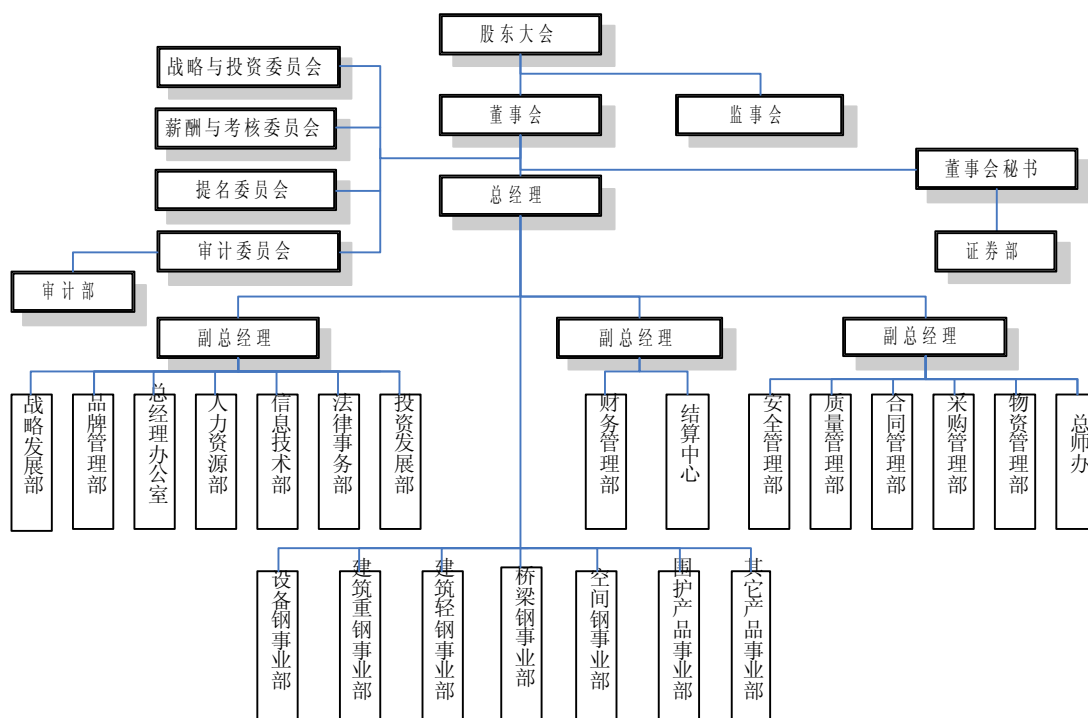 股东大会
战略与投资委员会
董事会
监事会
薪酬与考核委员会
董事会秘书
提名委员会
总经理
审计委员会
证券部
审计部
副总经理
副总经理
副总经理
战略发展部
品牌管理部
总经理办公室
人力资源部
信息技术部
法律事务部
投资发展部
财务管理部
结算中心
安全管理部
质量管理部
合同管理部
采购管理部
物资管理部
总师办
设备钢事业部
建筑重钢事业部
建筑轻钢事业部
桥梁钢事业部
空间钢事业部
围护产品事业部
其它产品事业部